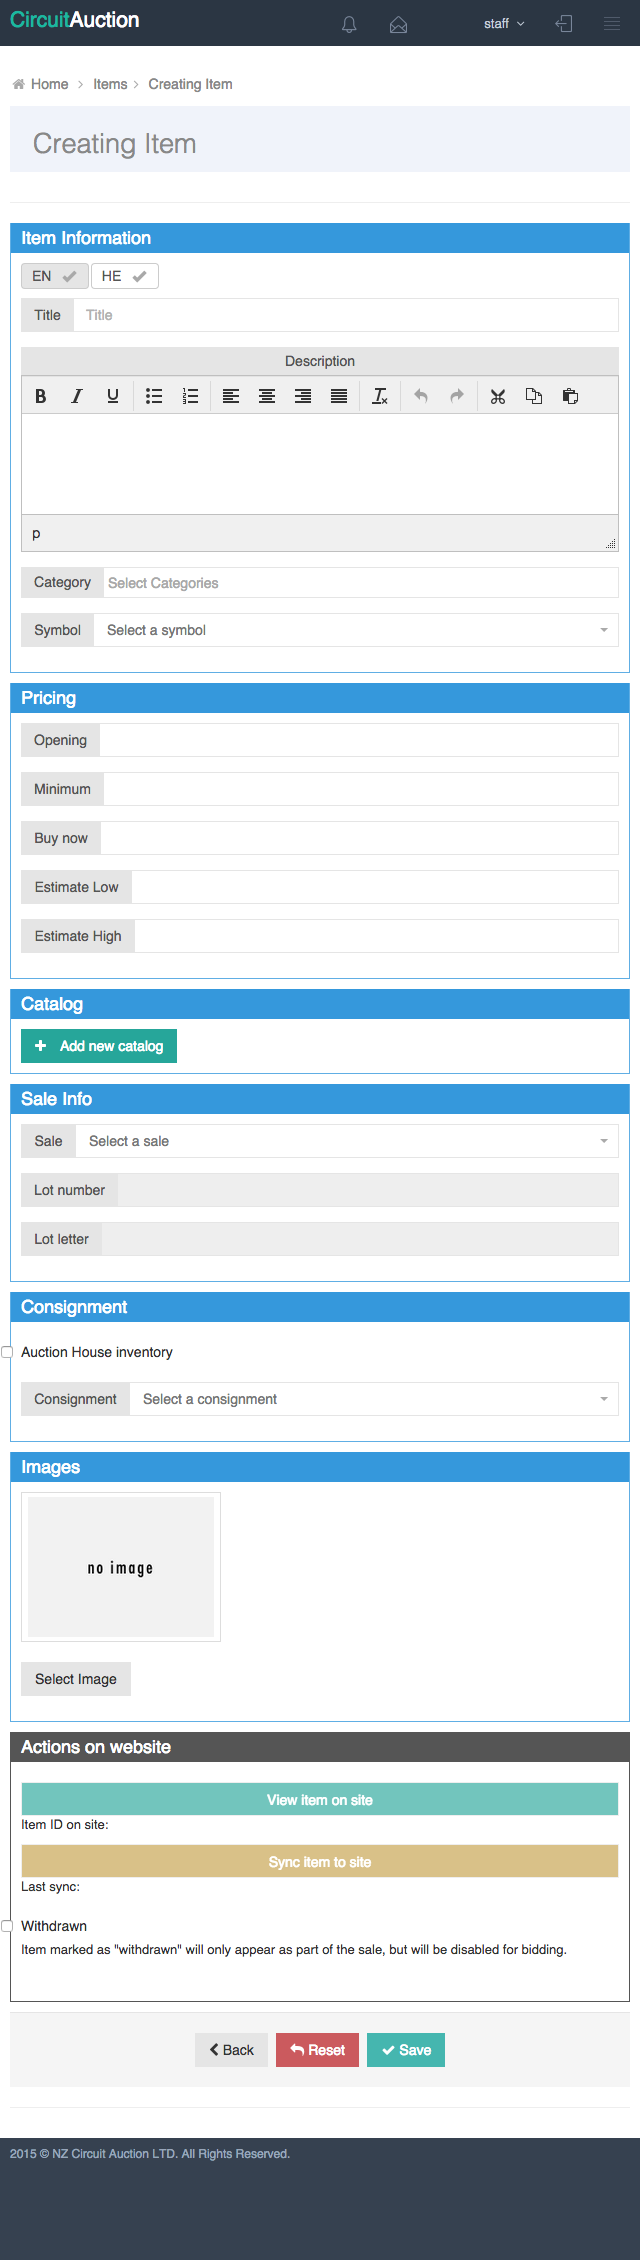 CircuitAuction
staff
Home > Items > Creating Item
Creating Item
Item Information
EN HE
Title Title
Description
B I U
p
Category Select Categories
Symbol Select a symbol
Pricing
Opening
Minimum
Buy now
Estimate Low
Estimate High
Catalog
+ Add new catalog
Sale Info
Sale Select a sale
Lot number
Lot letter
Consignment
Auction House inventory
Consignment Select a consignment
Images
no image
Select Image
Actions on website
View item on site
Item ID on site:
Sync item to site
Last sync:
Withdrawn
Item marked as "withdrawn" will only appear as part of the sale, but will be disabled for bidding.
Back Reset Save
2015 © NZ Circuit Auction LTD. All Rights Reserved.